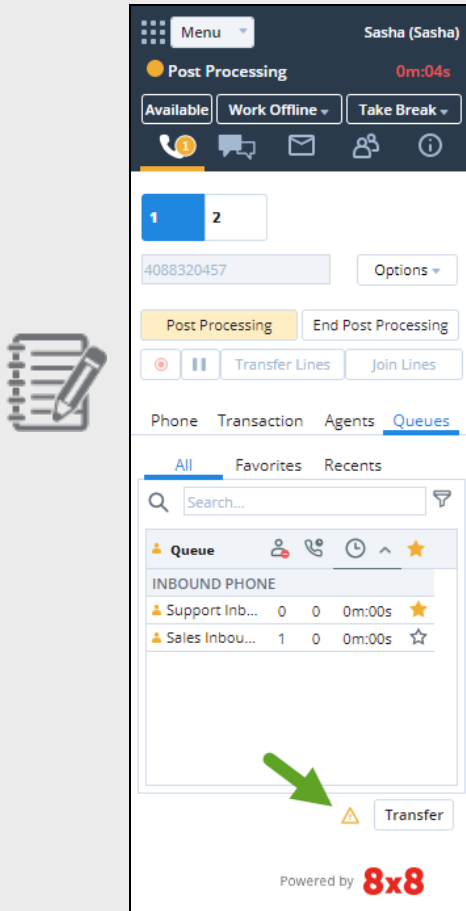 Menu Sasha (Sasha)
Post Processing 0m:04s
Available Work Offline Take Break
1
1 2
4088320457 Options
Post Processing End Post Processing
Transfer Lines Join Lines
Phone Transaction Agents Queues
All Favorites Recents
Search...
Queue
INBOUND PHONE
Support Inb... 0 0 0m:00s
Sales Inbou... 1 0 0m:00s
Transfer
Powered by 8x8